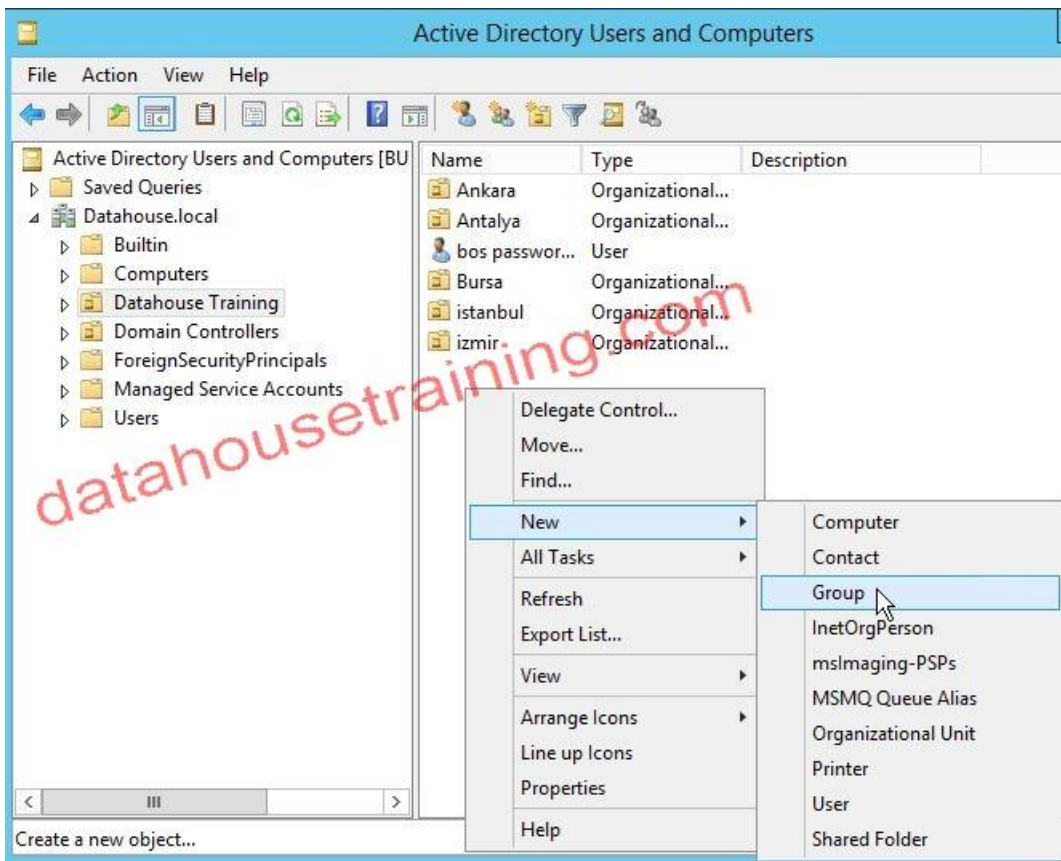 Active Directory Users and Computers
File Action View Help
Active Directory Users and Computers [BU
Saved Queries
Datahouse.local
Builtin
Computers
Datahouse Training
Domain Controllers
ForeignSecurityPrincipals
Managed Service Accounts
Users
Name Type Description
Ankara Organizational...
Antalya Organizational...
bos passwor... User
Bursa Organizational...
istanbul Organizational...
izmir Organizational...
datahousetraining.com
Delegate Control...
Move...
Find...
New
All Tasks
Refresh
Export List...
View
Arrange Icons
Line up Icons
Properties
Help
Computer
Contact
Group
InetOrgPerson
msImaging-PSPs
MSMQ Queue Alias
Organizational Unit
Printer
User
Shared Folder
Create a new object...